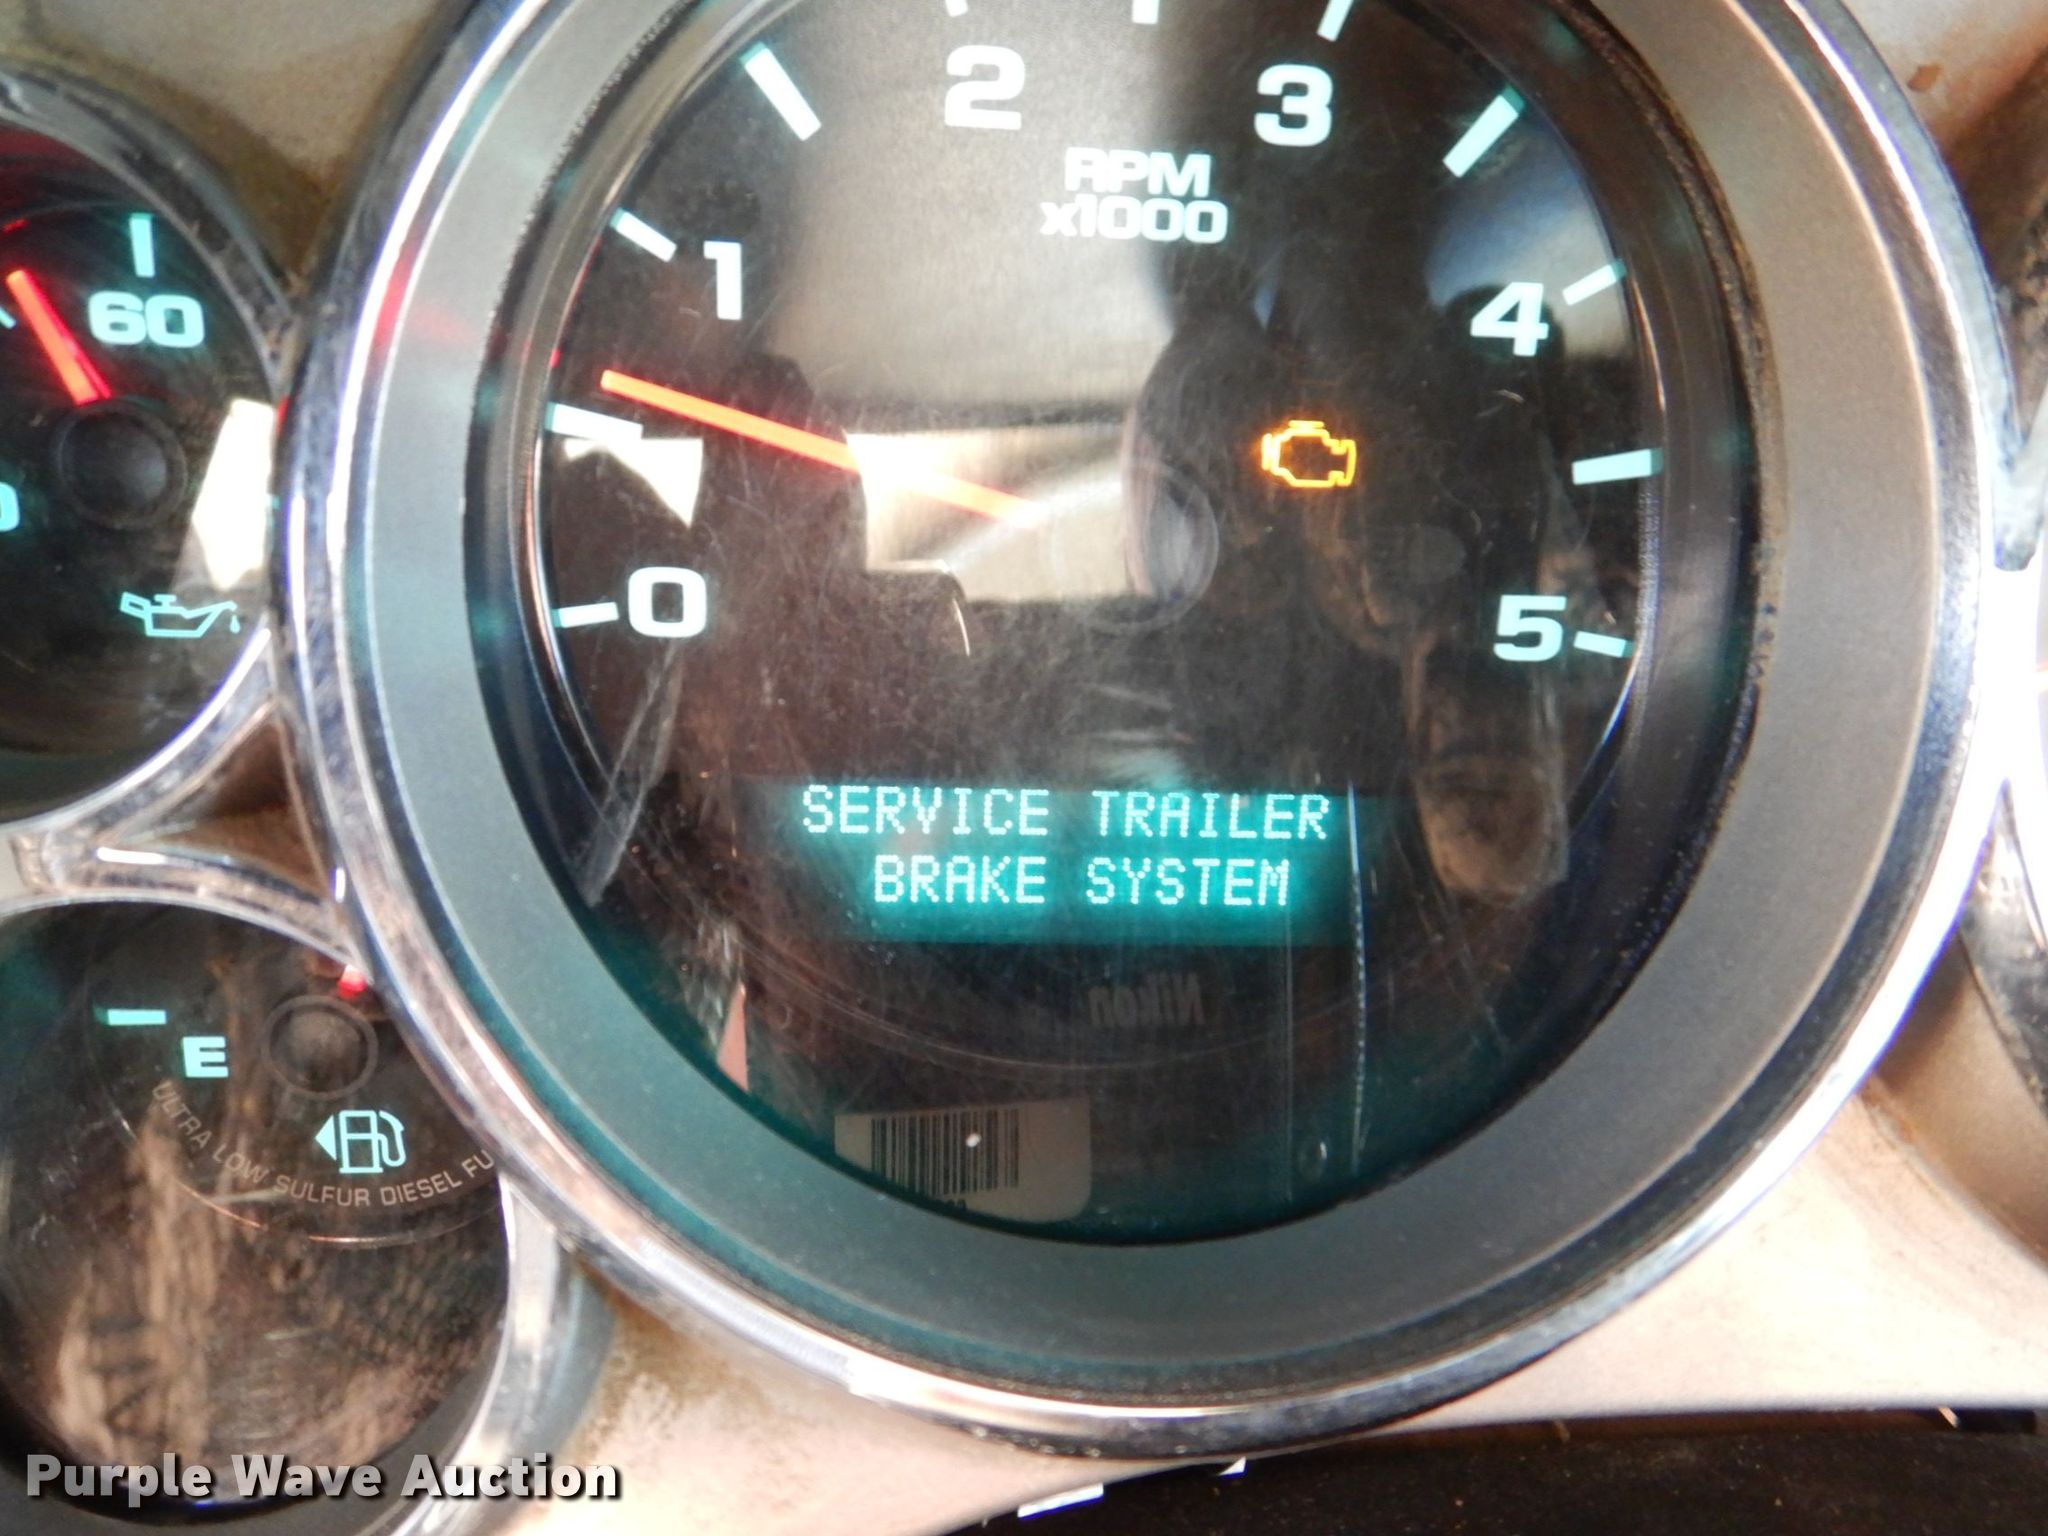 2
3
RPM
x1000
1
4
0
5
60
SERVICE TRAILER
BRAKE SYSTEM
Nikon
E
ULTRA LOW SULFUR DIESEL FU
Purple Wave Auction